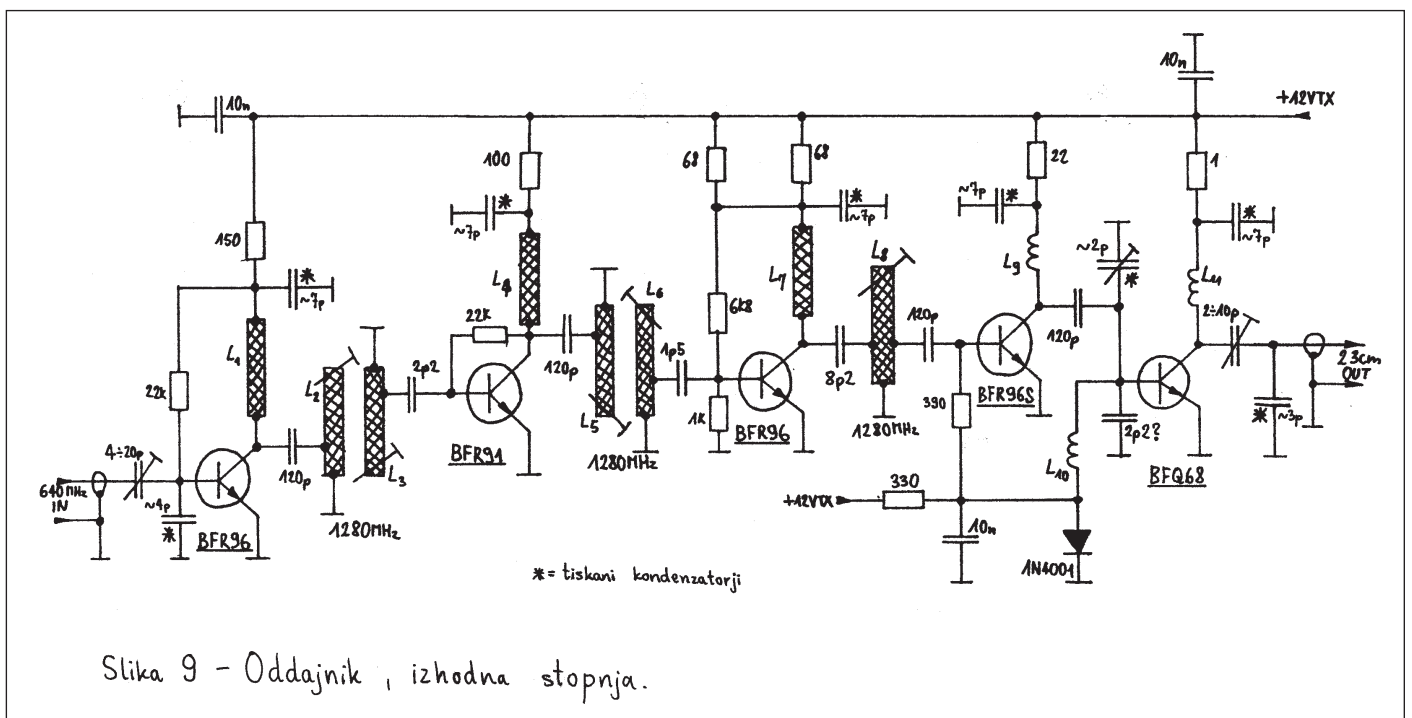 10n
10n
+12VTX
150
100
68
68
22
1
* ~7p
* ~7p
* ~7p
* ~7p
* ~7p
L1
L2
L3
L4
L5
L6
L7
L8
L9
L10
L11
22k
22k
6k8
1k
~2p *
2÷10p
4÷20p
~4p *
120p
2p2
120p
1p5
8p2
120p
120p
2p2?
* ~3p
640MHz IN
23cm OUT
BFR96
BFR91
BFR96
BFR96S
BFQ68
1280MHz
1280MHz
1280MHz
330
330
+12VTX
10n
1N4001
*= tiskani kondenzatorji
Slika 9 - Oddajnik, izhodna stopnja.